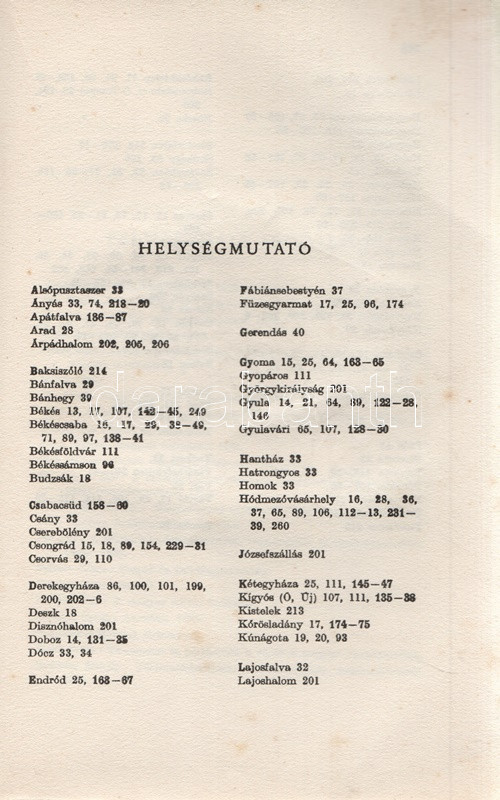 HELYSÉGMUTATÓ
Alsópusztaszer 33
Ányás 33, 74, 218—20
Apátfalva 186—87
Arad 28
Árpádhalom 202, 205, 206
Baksiszőlő 214
Bánfalva 29
Bánhegy 39
Békés 13, 17, 107, 142—45, 249
Békéscsaba 16, 17, 29, 38—49,
71, 89, 97, 138—41
Békésföldvár 111
Békéssámson 96
Budzsák 18
Csabacsüd 158—60
Csány 33
Cserebölény 201
Csongrád 15, 18, 89, 154, 229—31
Csorvás 29, 110
Derekegyháza 86, 100, 101, 199,
200, 202—6
Deszk 18
Disznóhalom 201
Doboz 14, 131—35
Dócz 33, 34
Endrőd 25, 168—67
Fábiánsebestyén 37
Füzesgyarmat 17, 25, 96, 174
Gerendás 40
Gyoma 15, 25, 64, 163—65
Gyopáros 111
Györgykirályság 201
Gyula 14, 21, 64, 89, 122—28,
146
Gyulavári 65, 107, 128—30
Hantház 33
Hatrongyos 33
Homok 33
Hódmezővásárhely 16, 28, 36,
37, 65, 89, 106, 112—13, 231—
39, 260
Józsefszállás 201
Kétegyháza 25, 111, 145—47
Kígyós (Ó, Új) 107, 111, 135—38
Kistelek 213
Kőrösladány 17, 174—75
Kúnágota 19, 20, 93
Lajosfalva 32
Lajoshalom 201
darabanth